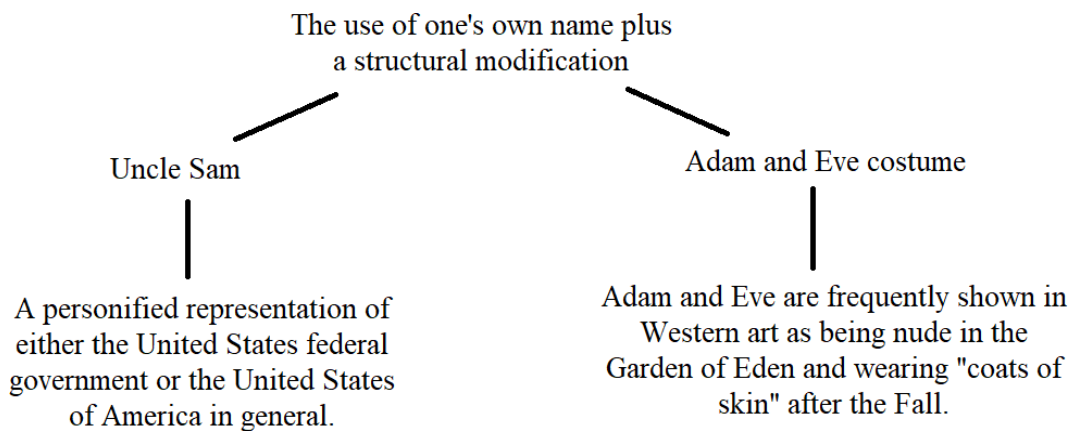 The use of one's own name plus
a structural modification
Uncle Sam
Adam and Eve costume
A personified representation of
either the United States federal
government or the United States
of America in general.
Adam and Eve are frequently shown in
Western art as being nude in the
Garden of Eden and wearing "coats of
skin" after the Fall.